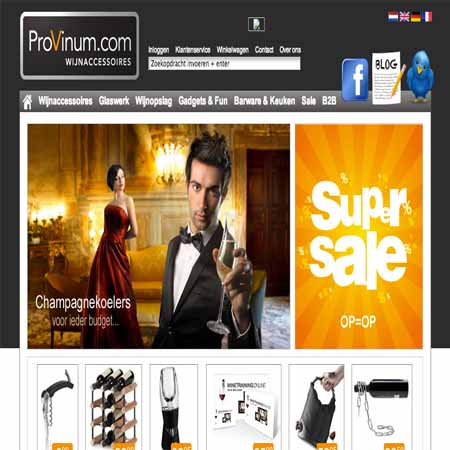 ProVinum.com
WIJNACCESSOIRES
Inloggen Klantenservice Winkelwagen Contact Over ons
Zoekopdracht invoeren + enter
BLOG
Wijnaccessoires Glaswerk Wijnopslag Gadgets & Fun Barware & Keuken Sale B2B
Champagnekoelers
voor ieder budget...
Super
sale
OP=OP
WINETRAININGONLINE